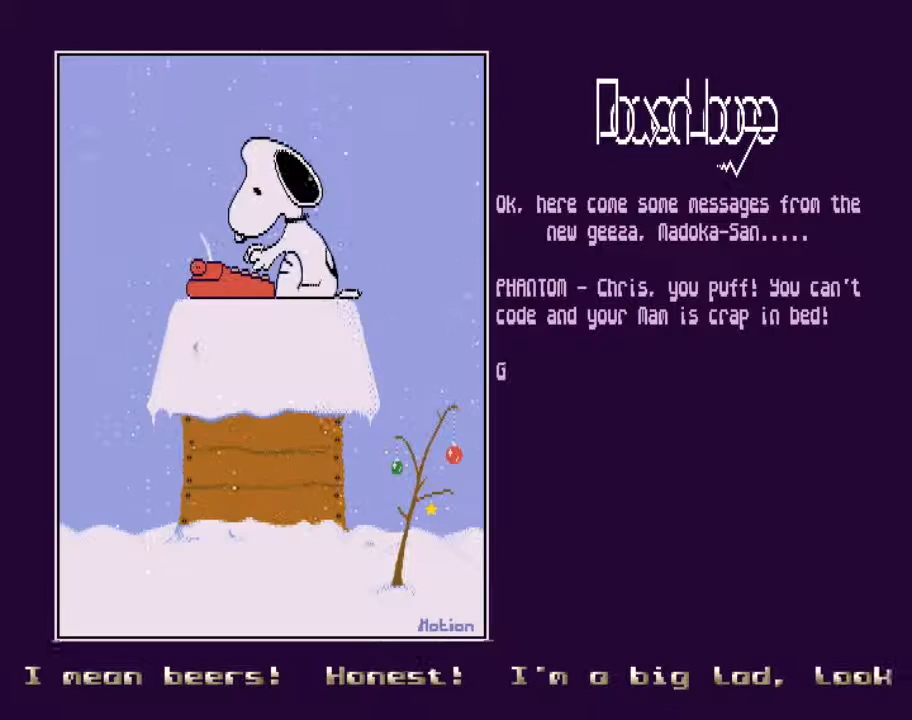 Ok, here come some messages from the
new geeza, Madoka-San.....
PHANTOM - Chris, you puff! You can't
code and your Mam is crap in bed!
G
Motion
I mean beers!  Honest!  I'm a big lad, look